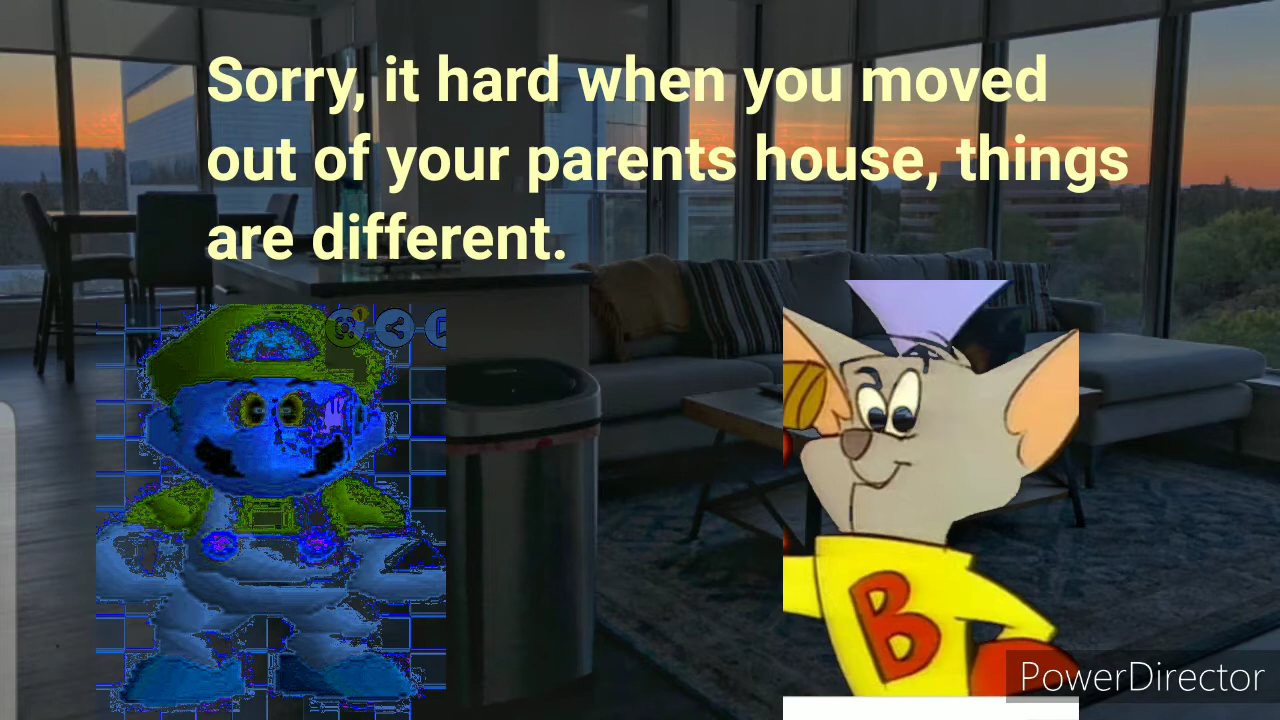 Sorry, it hard when you moved
out of your parents house, things
are different.
B
PowerDirector